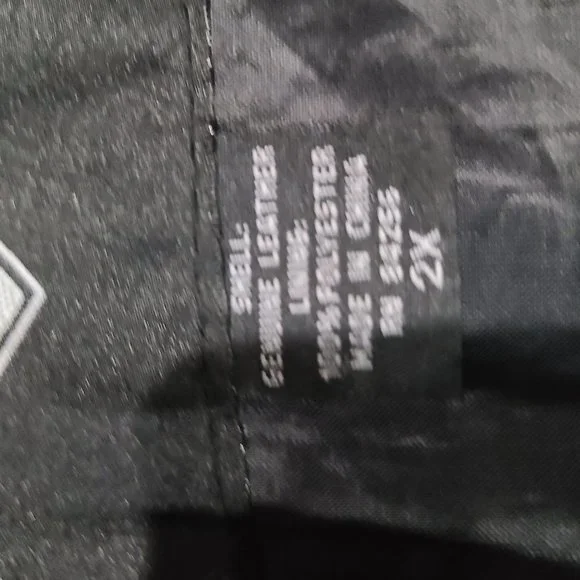 SHELL:
GENUINE LEATHER
LINING:
100% POLYESTER
MADE IN CHINA
RN
2X